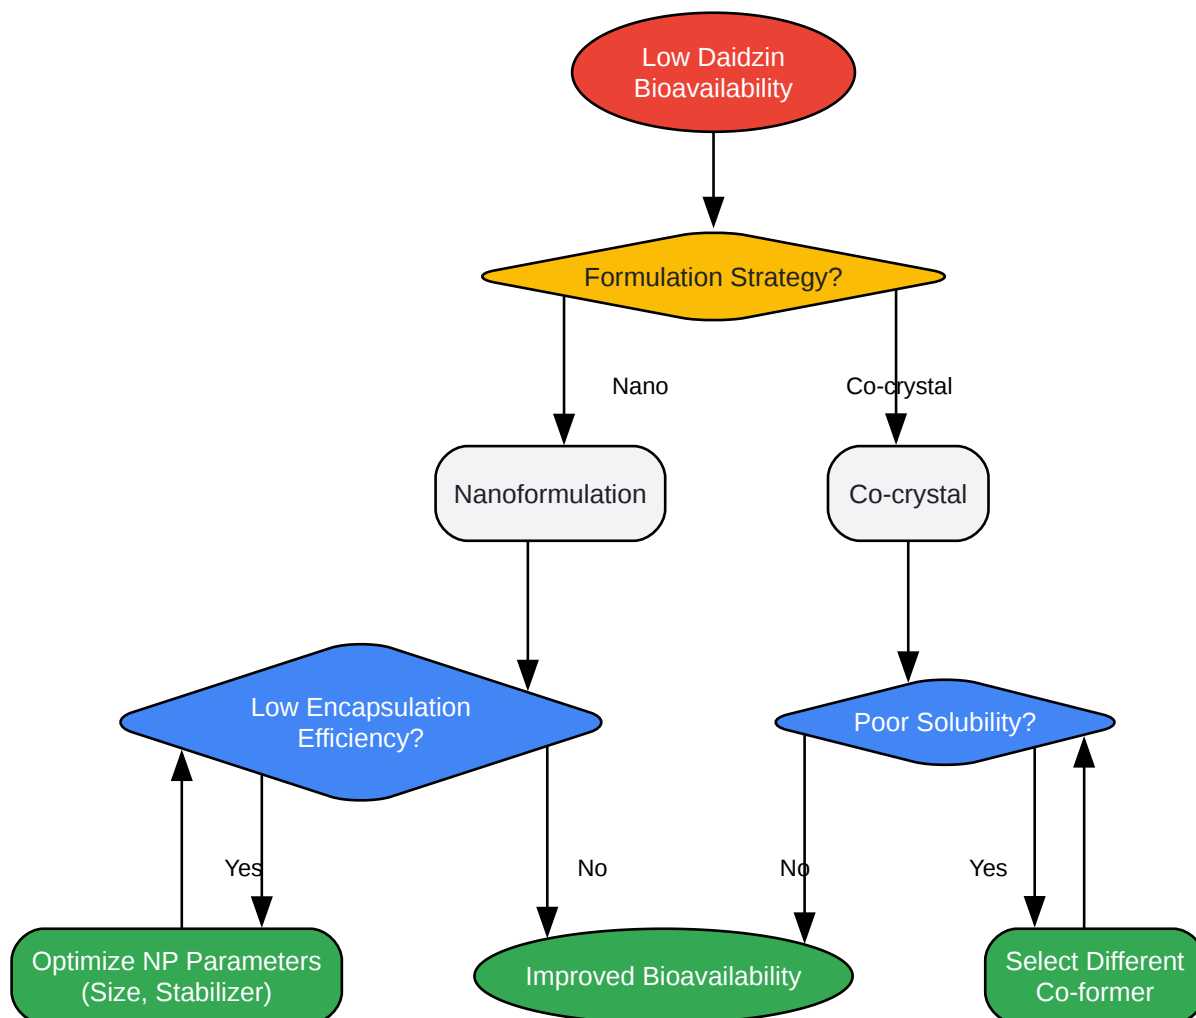 Low Daidzin
Bioavailability
Formulation Strategy?
Nano
Co-crystal
Nanoformulation
Co-crystal
Low Encapsulation
Efficiency?
Poor Solubility?
Yes
No
No
Yes
Optimize NP Parameters
(Size, Stabilizer)
Improved Bioavailability
Select Different
Co-former